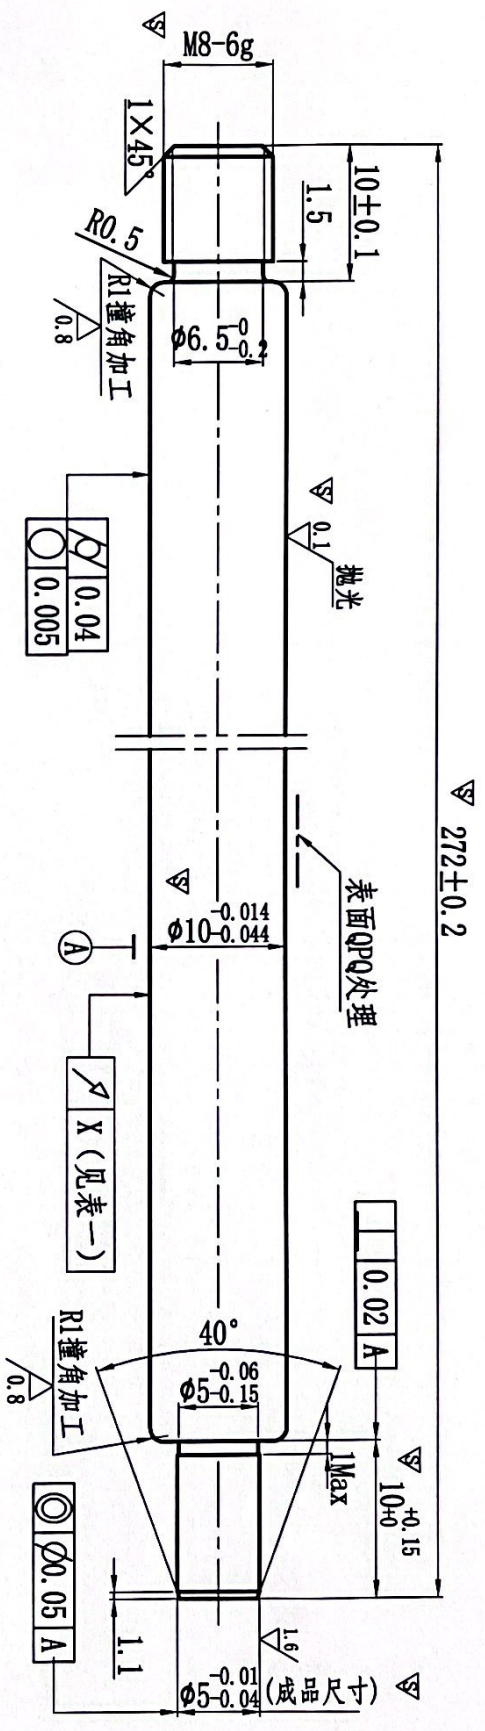 M8-6g
1×45°
10±0.1
1.5
R0.5
R1撞角加工
0.8
ϕ6.5-0
-0.2
0.1
抛光
0.04
0.005
272±0.2
表面QPQ处理
ϕ10-0.014
-0.044
A
X(见表一)
0.02 A
40°
ϕ5-0.06
-0.15
1Max
10+0.15
+0
R1撞角加工
0.8
1.6
Ø0.05 A
1.1
ϕ5-0.01
-0.04(成品尺寸)
S
S
S
S
S
S